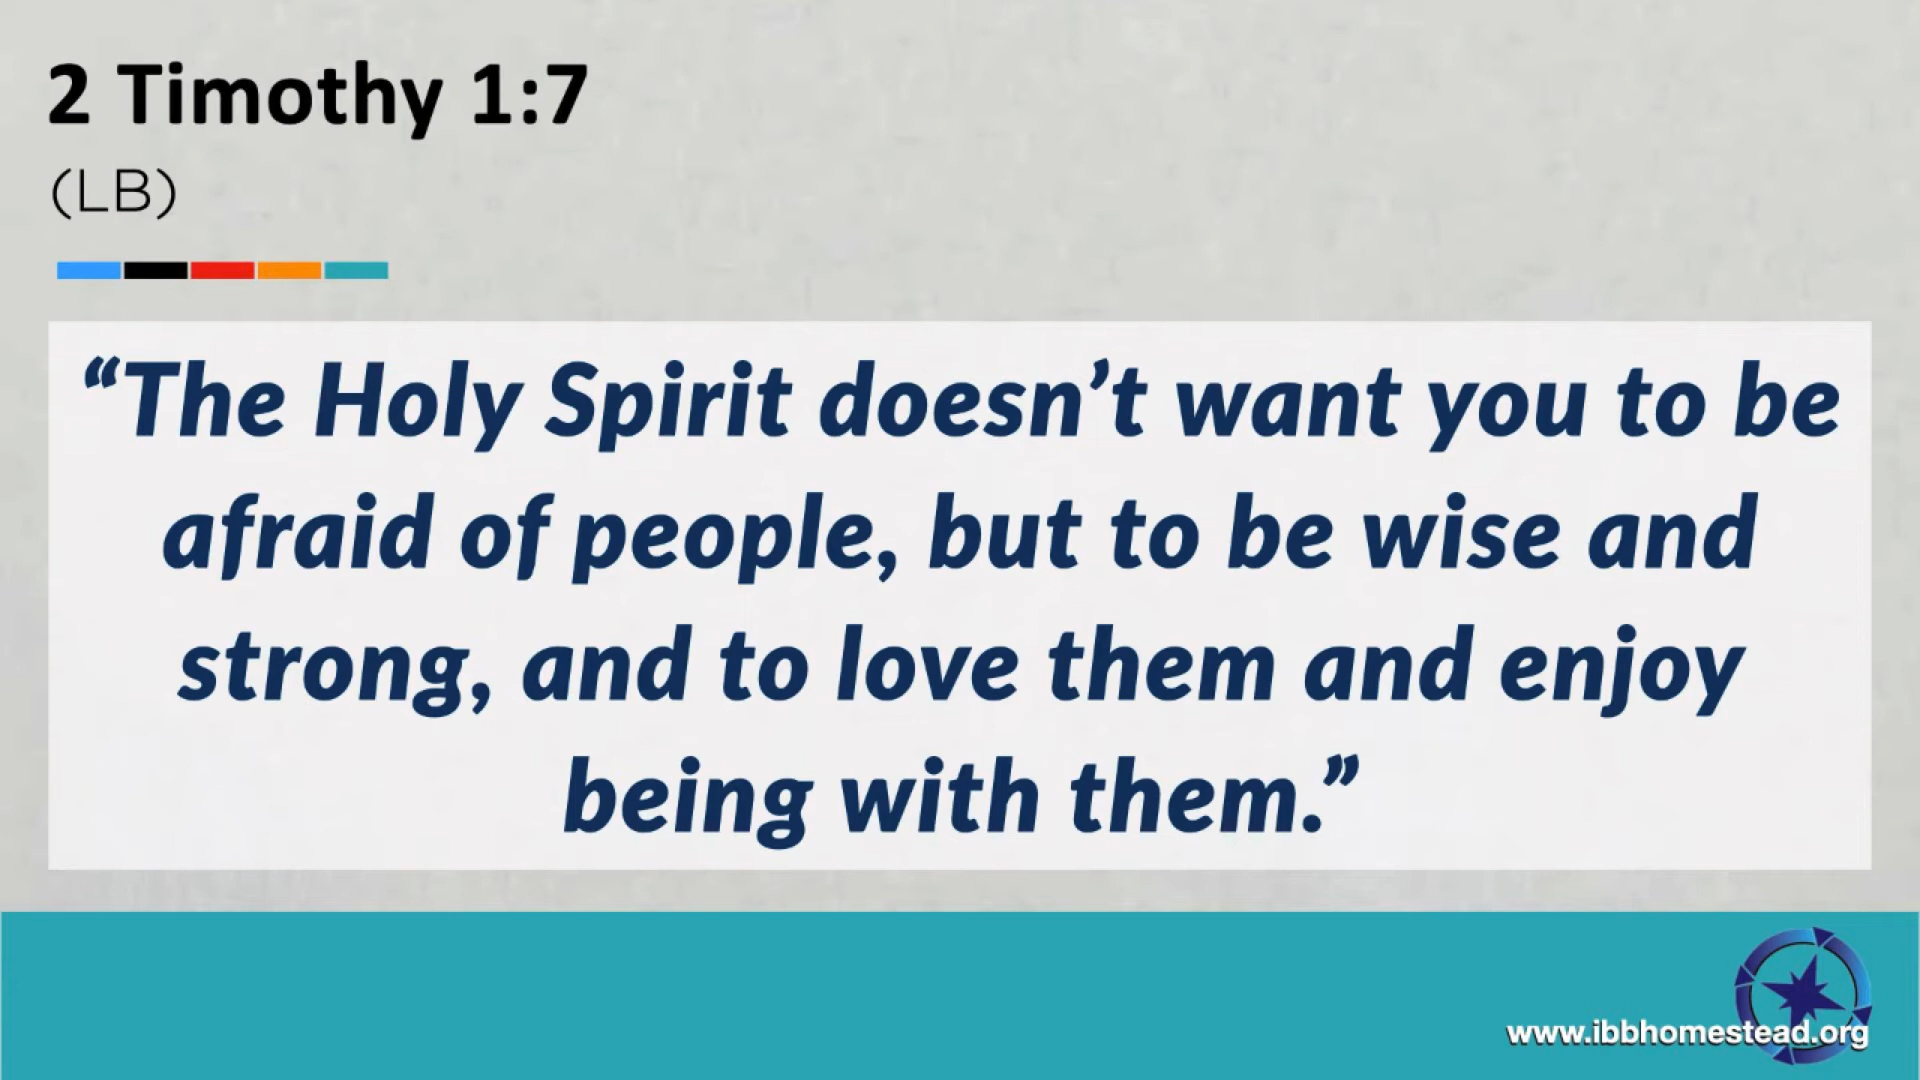 2 Timothy 1:7
(LB)
“The Holy Spirit doesn’t want you to be
afraid of people, but to be wise and
strong, and to love them and enjoy
being with them.”
www.ibbhomestead.org